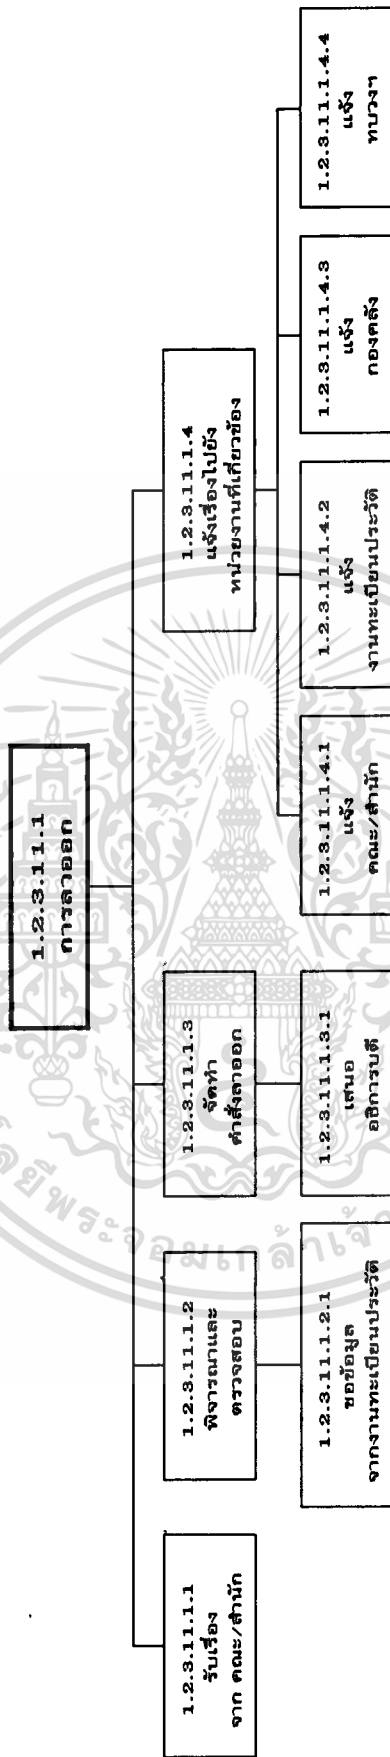 1.2.3.11.1
การลาออก
1.2.3.11.1.1
รับเรื่อง
จาก คณะ/สำนัก
1.2.3.11.1.2
พิจารณาและ
ตรวจสอบ
1.2.3.11.1.3
จัดทำ
คำสั่งลาออก
1.2.3.11.1.4
แจ้งเรื่องไปยัง
หน่วยงานที่เกี่ยวข้อง
1.2.3.11.1.2.1
ขอข้อมูล
จากงานทะเบียนประวัติ
1.2.3.11.1.3.1
เสนอ
อธิการบดี
1.2.3.11.1.4.1
แจ้ง
คณะ/สำนัก
1.2.3.11.1.4.2
แจ้ง
งานทะเบียนประวัติ
1.2.3.11.1.4.3
แจ้ง
กองคลัง
1.2.3.11.1.4.4
แจ้ง
ทบวงฯ